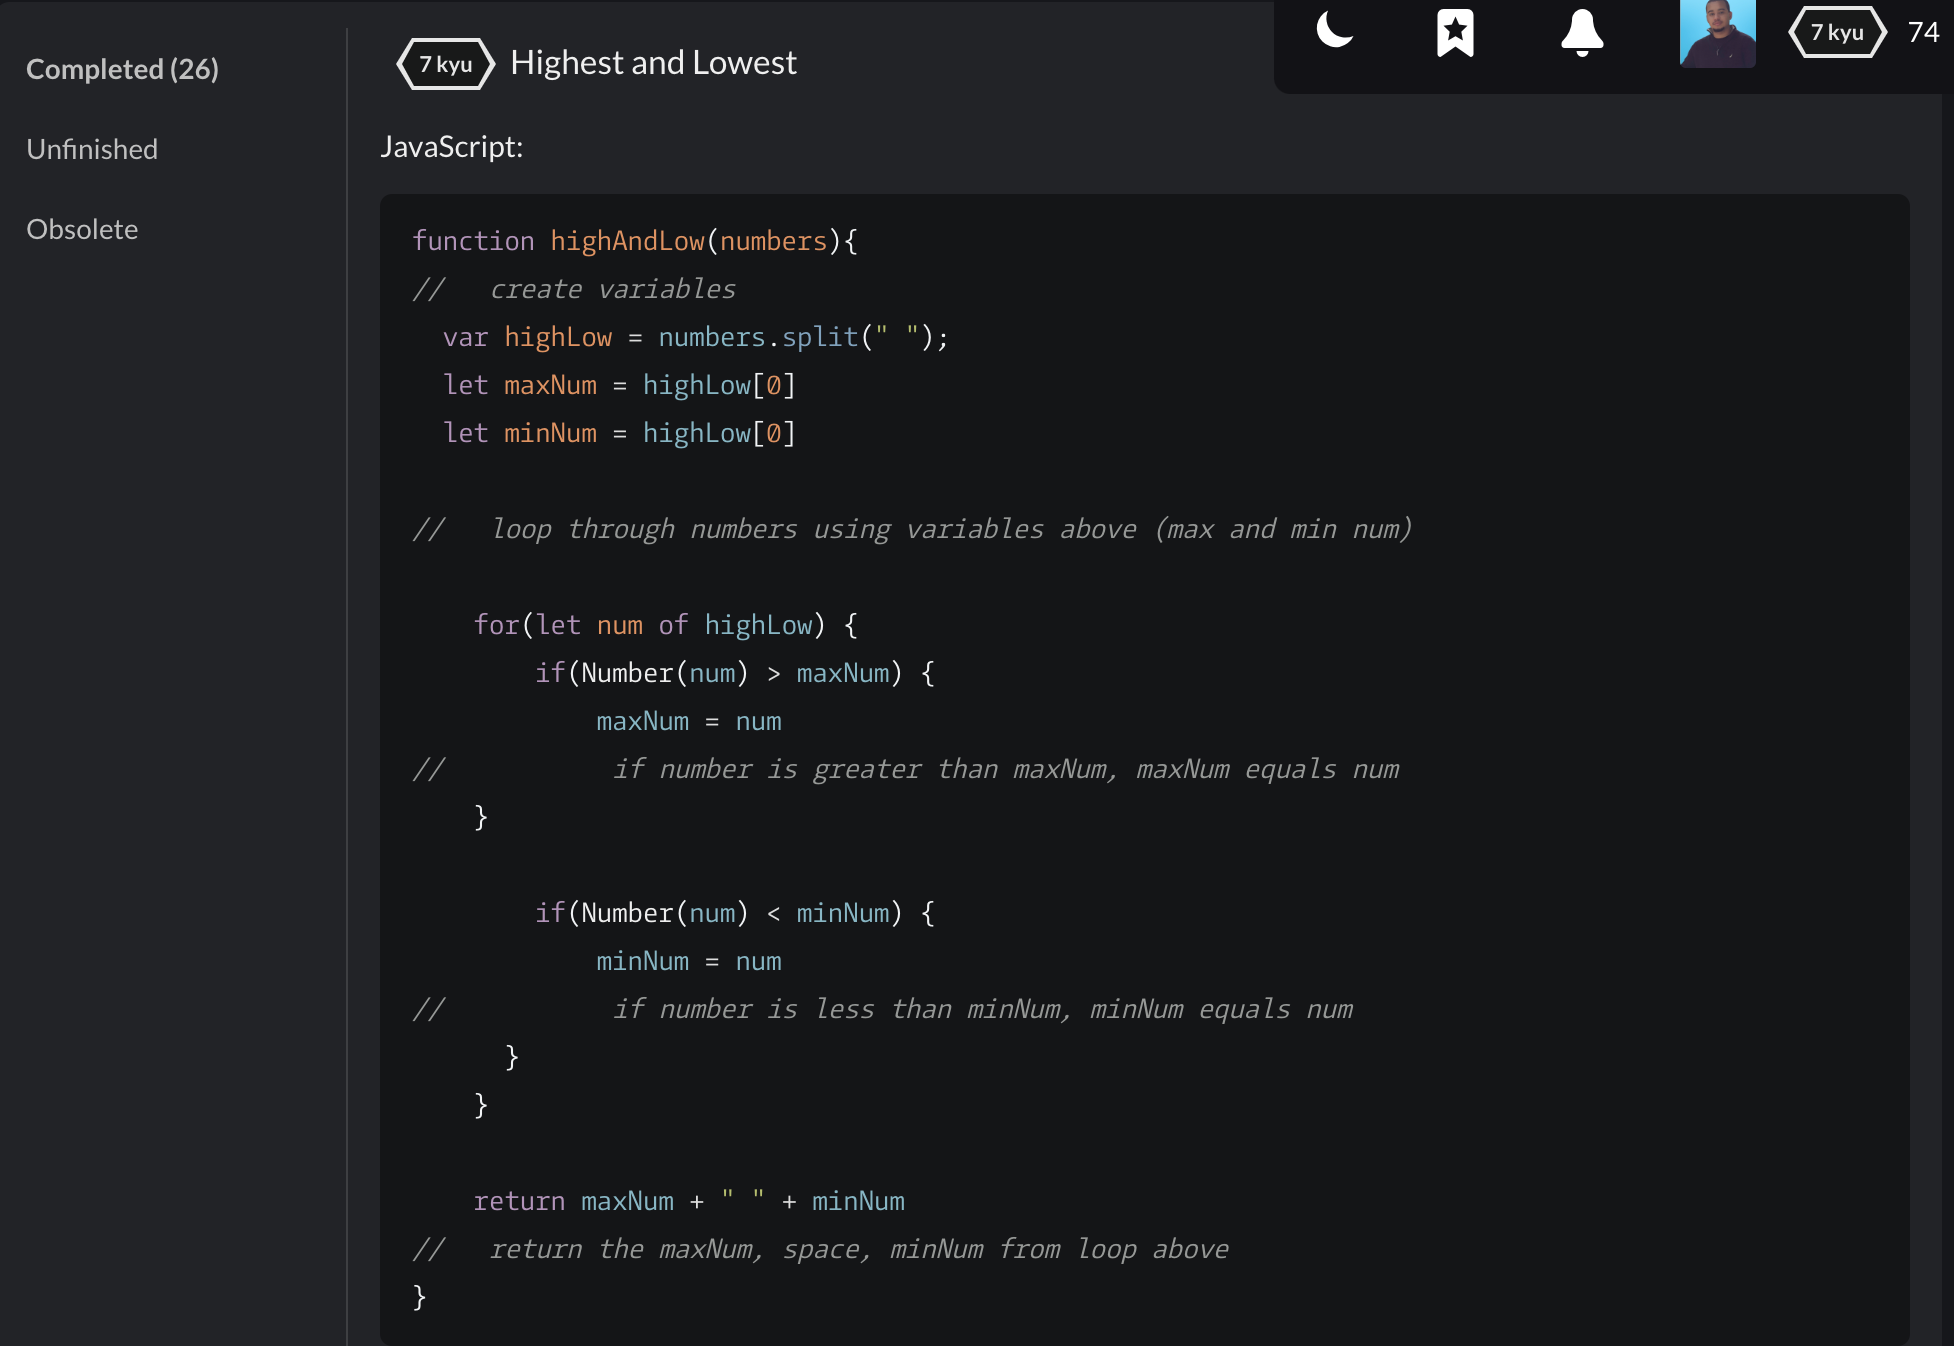 Completed (26)
Unfinished
Obsolete
7 kyu Highest and Lowest
7 kyu 74
JavaScript:
function highAndLow(numbers){
//   create variables
  var highLow = numbers.split(" ");
  let maxNum = highLow[0]
  let minNum = highLow[0]
//   loop through numbers using variables above (max and min num)
    for(let num of highLow) {
        if(Number(num) > maxNum) {
            maxNum = num
//           if number is greater than maxNum, maxNum equals num
    }
        if(Number(num) < minNum) {
            minNum = num
//           if number is less than minNum, minNum equals num
      }
    }
    return maxNum + " " + minNum
//   return the maxNum, space, minNum from loop above
}